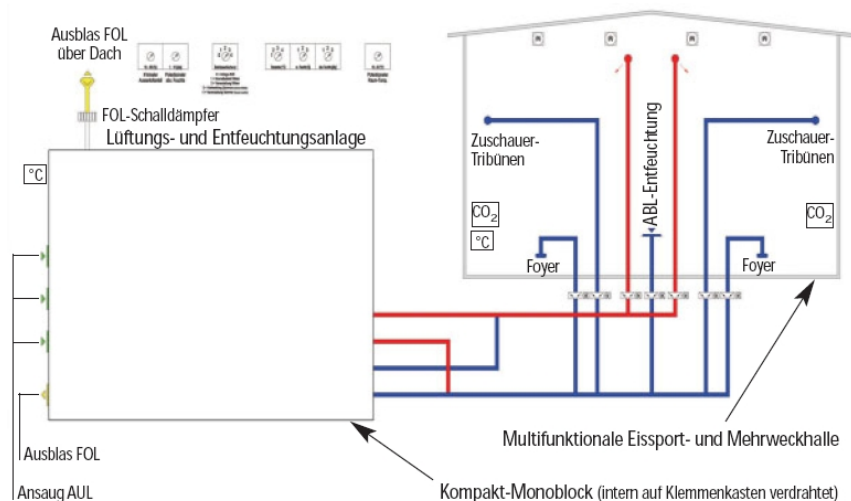 Ausblas FOL
über Dach
FOL-Schalldämpfer
Lüftungs- und Entfeuchtungsanlage
°C
Zuschauer-
Tribünen
ABL-Entfeuchtung
Zuschauer-
Tribünen
CO2
°C
CO2
Foyer
Foyer
Multifunktionale Eissport- und Mehrweckhalle
Ausblas FOL
Ansaug AUL
Kompakt-Monoblock (intern auf Klemmenkasten verdrahtet)